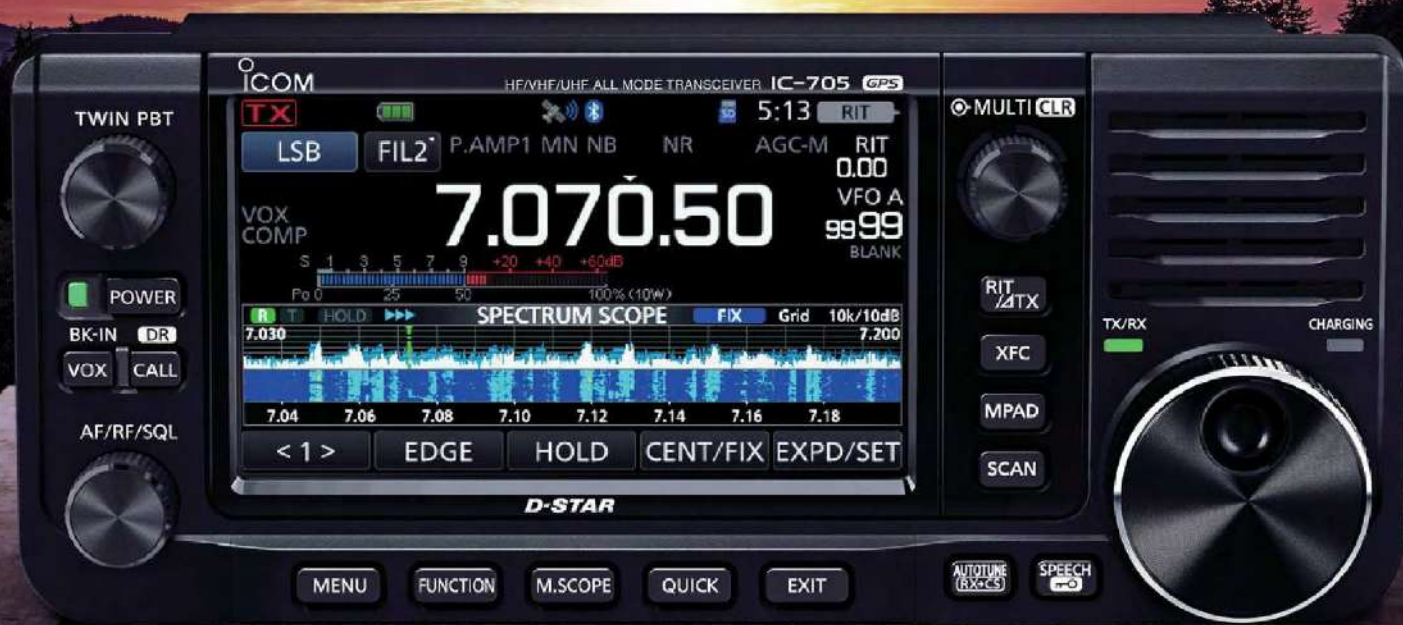 ICOM
HF/VHF/UHF ALL MODE TRANSCEIVER IC-705 GPS
TWIN PBT
TX
5:13 RIT
MULTI CLR
LSB FIL2 P.AMP1 MN NB NR AGC-M RIT
0.00
7.070.50 VFO A
VOX
COMP
9999
BLANK
S 1 3 5 7 9 +20 +40 +60dB
Po 0 25 50 100% (10W)
POWER
R T HOLD SPECTRUM SCOPE FIX Grid 10k/10dB
7.030 7.200
BK-IN DR
VOX CALL
7.04 7.06 7.08 7.10 7.12 7.14 7.16 7.18
AF/RF/SQL
< 1 > EDGE HOLD CENT/FIX EXPD/SET
D-STAR
RIT
/⊿TX
XFC
MPAD
SCAN
TX/RX CHARGING
MENU FUNCTION M.SCOPE QUICK EXIT
AUTOTUNE
(RX→CS)
SPEECH